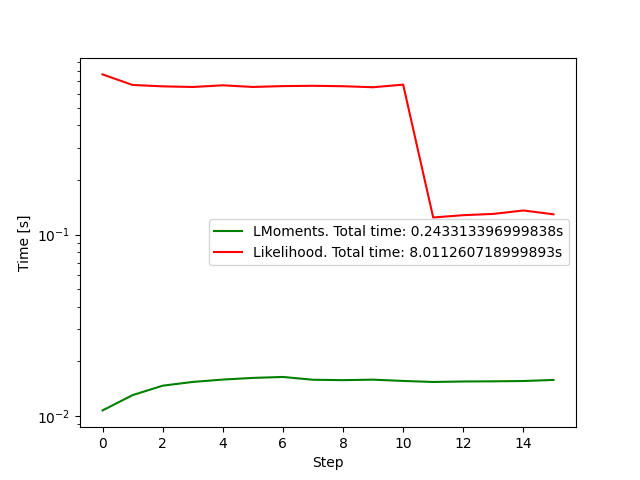 Time [s]
10⁻¹
10⁻²
LMoments. Total time: 0.243313396999838s
Likelihood. Total time: 8.011260718999893s
0 2 4 6 8 10 12 14
Step